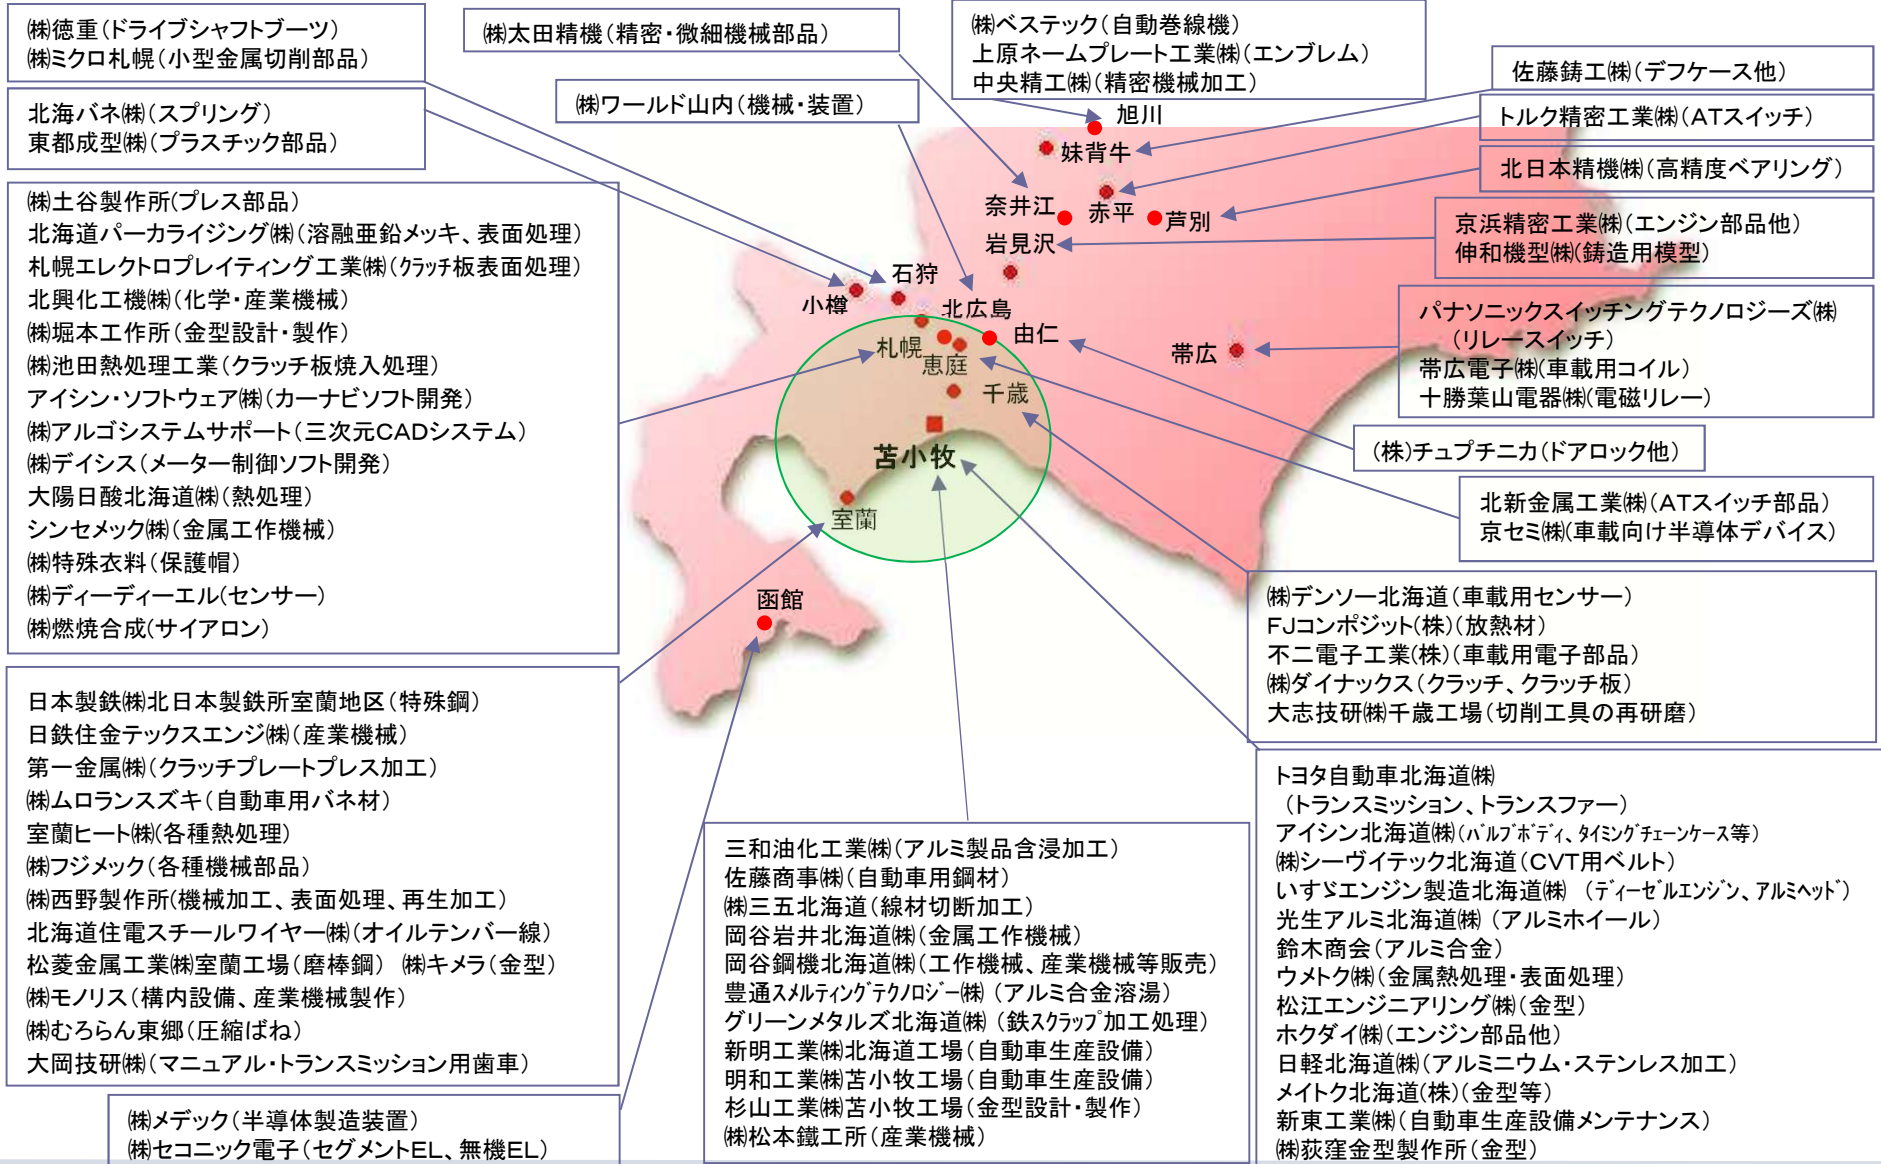 ㈱徳重(ドライブシャフトブーツ)
㈱ミクロ札幌(小型金属切削部品)
北海バネ㈱(スプリング)
東都成型㈱(プラスチック部品)
㈱太田精機(精密・微細機械部品)
㈱ワールド山内(機械・装置)
㈱ベステック(自動巻線機)
上原ネームプレート工業㈱(エンブレム)
中央精工㈱(精密機械加工)
佐藤鋳工㈱(デフケース他)
トルク精密工業㈱(ATスイッチ)
北日本精機㈱(高精度ベアリング)
京浜精密工業㈱(エンジン部品他)
伸和機型㈱(鋳造用模型)
パナソニックスイッチングテクノロジーズ㈱
(リレースイッチ)
帯広電子㈱(車載用コイル)
十勝葉山電器㈱(電磁リレー)
(株)チュプチニカ(ドアロック他)
北新金属工業㈱(ATスイッチ部品)
京セミ㈱(車載向け半導体デバイス)
旭川
妹背牛
奈井江
赤平
芦別
岩見沢
石狩
小樽
北広島
由仁
札幌
恵庭
帯広
千歳
苫小牧
室蘭
函館
㈱土谷製作所(プレス部品)
北海道パーカライジング㈱(溶融亜鉛メッキ、表面処理)
札幌エレクトロプレイティング工業㈱(クラッチ板表面処理)
北興化工機㈱(化学・産業機械)
㈱堀本工作所(金型設計・製作)
㈱池田熱処理工業(クラッチ板焼入処理)
アイシン・ソフトウェア㈱(カーナビソフト開発)
㈱アルゴシステムサポート(三次元CADシステム)
㈱デイシス(メーター制御ソフト開発)
大陽日酸北海道㈱(熱処理)
シンセメック㈱(金属工作機械)
㈱特殊衣料(保護帽)
㈱ディーディーエル(センサー)
㈱燃焼合成(サイアロン)
日本製鉄㈱北日本製鉄所室蘭地区(特殊鋼)
日鉄住金テックスエンジ㈱(産業機械)
第一金属㈱(クラッチプレートプレス加工)
㈱ムロランスズキ(自動車用バネ材)
室蘭ヒート㈱(各種熱処理)
㈱フジメック(各種機械部品)
㈱西野製作所(機械加工、表面処理、再生加工)
北海道住電スチールワイヤー㈱(オイルテンパー線)
松菱金属工業㈱室蘭工場(磨棒鋼) ㈱キメラ(金型)
㈱モノリス(構内設備、産業機械製作)
㈱むろらん東郷(圧縮ばね)
大岡技研㈱(マニュアル・トランスミッション用歯車)
㈱メデック(半導体製造装置)
㈱セコニック電子(セグメントEL、無機EL)
三和油化工業㈱(アルミ製品含浸加工)
佐藤商事㈱(自動車用鋼材)
㈱三五北海道(線材切断加工)
岡谷岩井北海道㈱(金属工作機械)
岡谷鋼機北海道㈱(工作機械、産業機械等販売)
豊通スメルティングテクノロジー㈱(アルミ合金溶湯)
グリーンメタルズ北海道㈱(鉄スクラップ加工処理)
新明工業㈱北海道工場(自動車生産設備)
明和工業㈱苫小牧工場(自動車生産設備)
杉山工業㈱苫小牧工場(金型設計・製作)
㈱松本鐵工所(産業機械)
㈱デンソー北海道(車載用センサー)
FJコンポジット(株)(放熱材)
不二電子工業(株)(車載用電子部品)
㈱ダイナックス(クラッチ、クラッチ板)
大志技研㈱千歳工場(切削工具の再研磨)
トヨタ自動車北海道㈱
(トランスミッション、トランスファー)
アイシン北海道㈱(バルブボディ、タイミングチェーンケース等)
㈱シーヴイテック北海道(CVT用ベルト)
いすゞエンジン製造北海道㈱ (ディーゼルエンジン、アルミヘッド)
光生アルミ北海道㈱ (アルミホイール)
鈴木商会(アルミ合金)
ウメトク㈱(金属熱処理・表面処理)
松江エンジニアリング㈱(金型)
ホクダイ㈱(エンジン部品他)
日軽北海道㈱(アルミニウム・ステンレス加工)
メイトク北海道(株)(金型等)
新東工業㈱(自動車生産設備メンテナンス)
㈱荻窪金型製作所(金型)